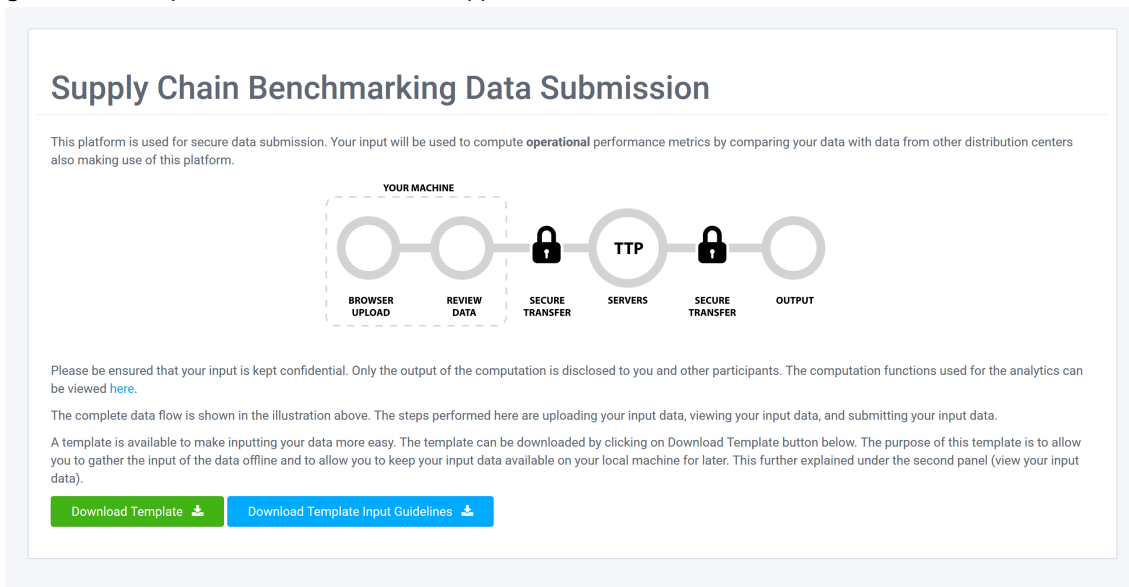 Supply Chain Benchmarking Data Submission
This platform is used for secure data submission. Your input will be used to compute operational performance metrics by comparing your data with data from other distribution centers
also making use of this platform.
YOUR MACHINE
TTP
BROWSER UPLOAD
REVIEW DATA
SECURE TRANSFER
SERVERS
SECURE TRANSFER
OUTPUT
Please be ensured that your input is kept confidential. Only the output of the computation is disclosed to you and other participants. The computation functions used for the analytics can
be viewed here.
The complete data flow is shown in the illustration above. The steps performed here are uploading your input data, viewing your input data, and submitting your input data.
A template is available to make inputting your data more easy. The template can be downloaded by clicking on Download Template button below. The purpose of this template is to allow
you to gather the input of the data offline and to allow you to keep your input data available on your local machine for later. This further explained under the second panel (view your input
data).
Download Template
Download Template Input Guidelines